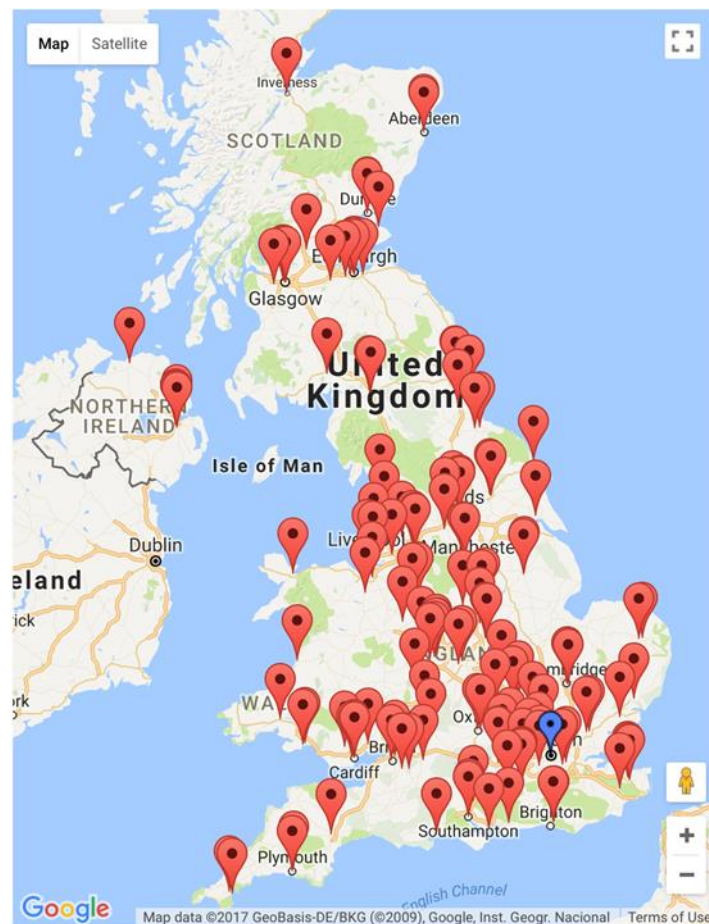 Map
Satellite
Inverness
SCOTLAND
Aberdeen
Glasgow
United
Kingdom
NORTHERN
IRELAND
Isle of Man
Dublin
Manchester
Cardiff
Southampton
Brighton
Plymouth
English Channel
Google
Map data ©2017 GeoBasis-DE/BKG (©2009), Google, Inst. Geogr. Nacional
Terms of Use